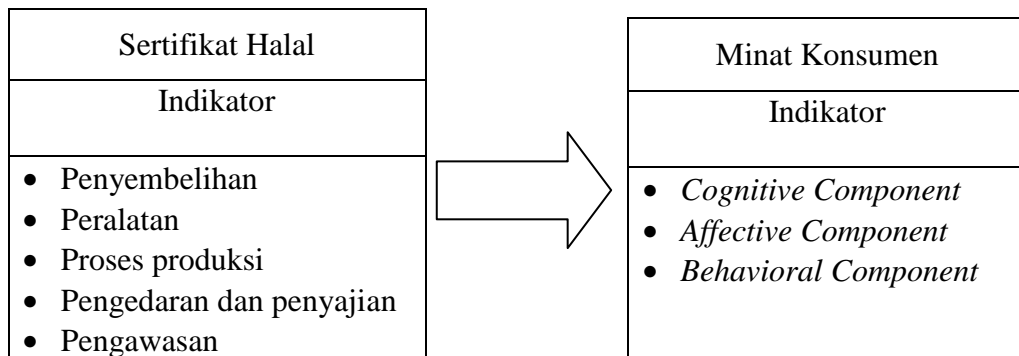 Sertifikat Halal
Indikator
• Penyembelihan
• Peralatan
• Proses produksi
• Pengedaran dan penyajian
• Pengawasan
Minat Konsumen
Indikator
• Cognitive Component
• Affective Component
• Behavioral Component